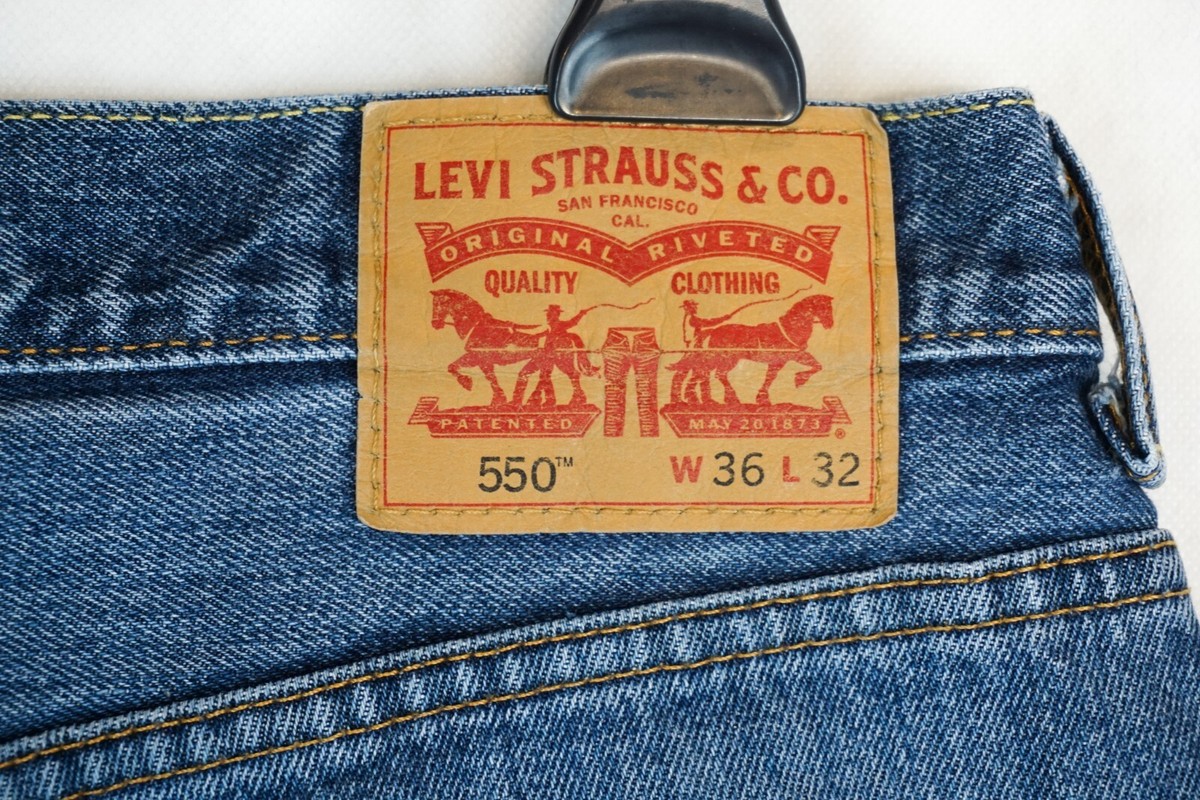 LEVI STRAUSS & CO.
SAN FRANCISCO
CAL.
ORIGINAL RIVETED
QUALITY CLOTHING
PATENTED MAY 20 1873 ®
550™ W 36 L 32